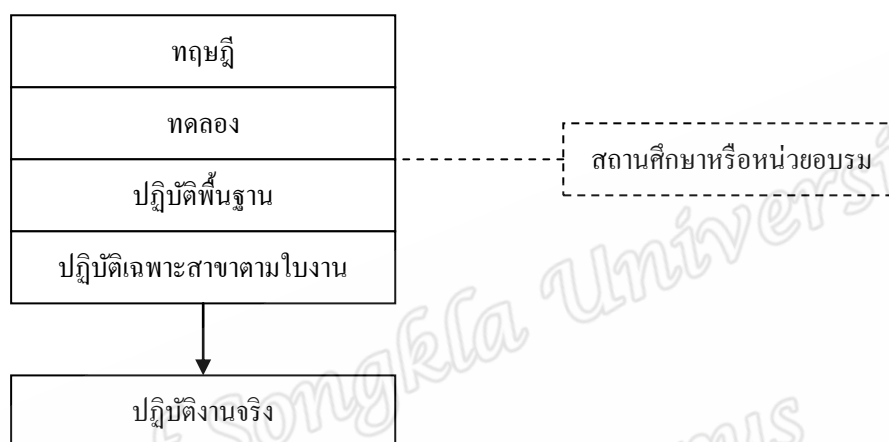 ทฤษฎี
ทดลอง
สถานศึกษาหรือหน่วยอบรม
ปฏิบัติพื้นฐาน
ปฏิบัติเฉพาะสาขาตามใบงาน
ปฏิบัติงานจริง
Songkla Universi